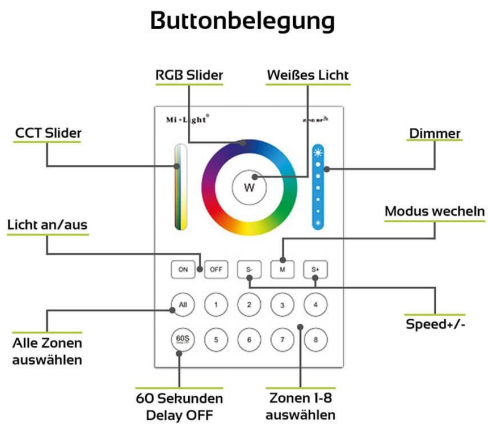 Buttonbelegung
RGB Slider
Weißes Licht
Mi·Light®
CCT Slider
Dimmer
W
Modus wecheln
Licht an/aus
ON
OFF
S-
M
S+
All
1
2
3
4
Speed+/-
Alle Zonen
auswählen
60S
5
6
7
8
60 Sekunden
Delay OFF
Zonen 1-8
auswählen